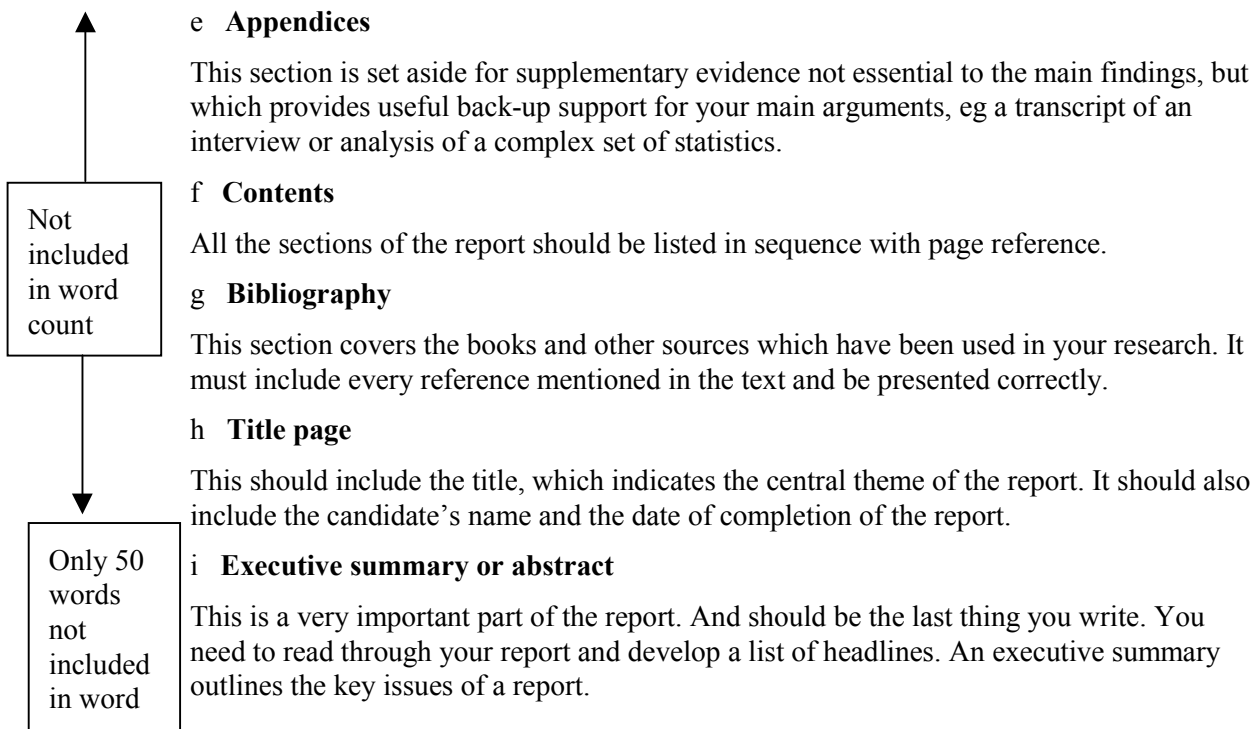 e Appendices
This section is set aside for supplementary evidence not essential to the main findings, but
which provides useful back-up support for your main arguments, eg a transcript of an
interview or analysis of a complex set of statistics.
Not
included
in word
count
f Contents
All the sections of the report should be listed in sequence with page reference.
g Bibliography
This section covers the books and other sources which have been used in your research. It
must include every reference mentioned in the text and be presented correctly.
h Title page
This should include the title, which indicates the central theme of the report. It should also
include the candidate’s name and the date of completion of the report.
Only 50
words
not
included
in word
i Executive summary or abstract
This is a very important part of the report. And should be the last thing you write. You
need to read through your report and develop a list of headlines. An executive summary
outlines the key issues of a report.